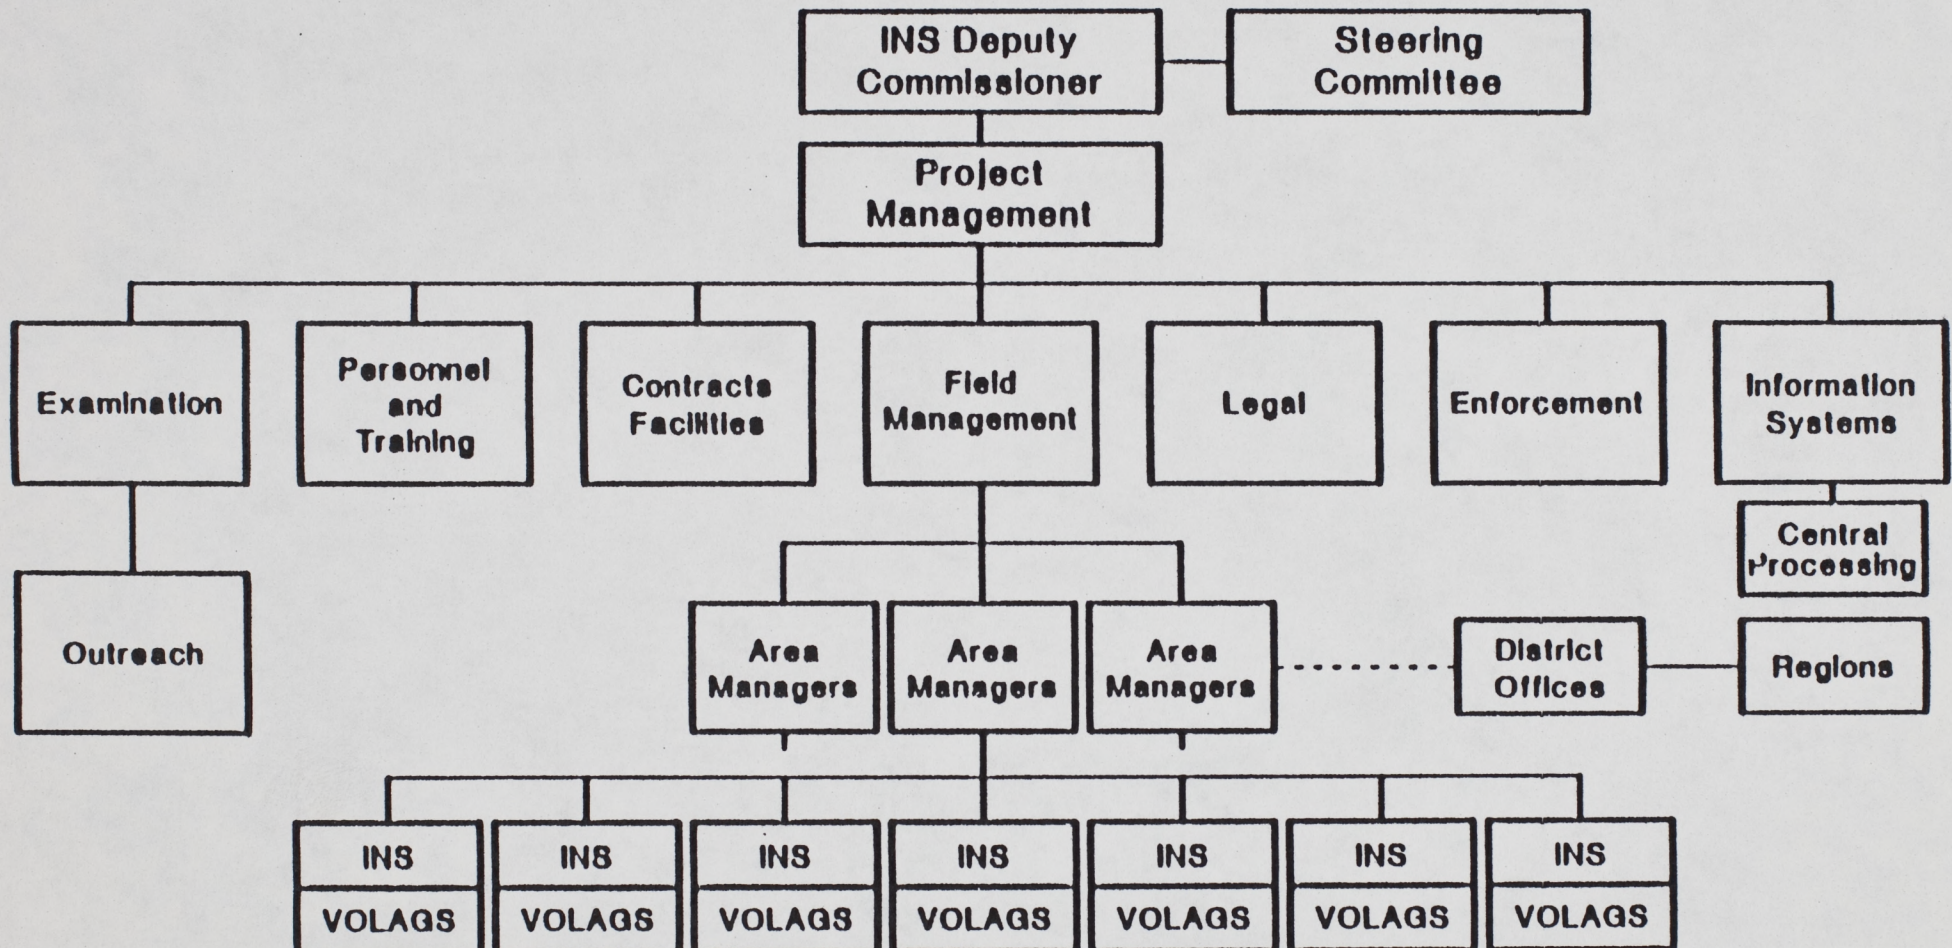 INS Deputy
Commissioner
Steering
Committee
Project
Management
Examination
Personnel
and
Training
Contracts
Facilities
Field
Management
Legal
Enforcement
Information
Systems
Central
Processing
Outreach
Area
Managers
Area
Managers
Area
Managers
District
Offices
Regions
INS
VOLAGS
INS
VOLAGS
INS
VOLAGS
INS
VOLAGS
INS
VOLAGS
INS
VOLAGS
INS
VOLAGS